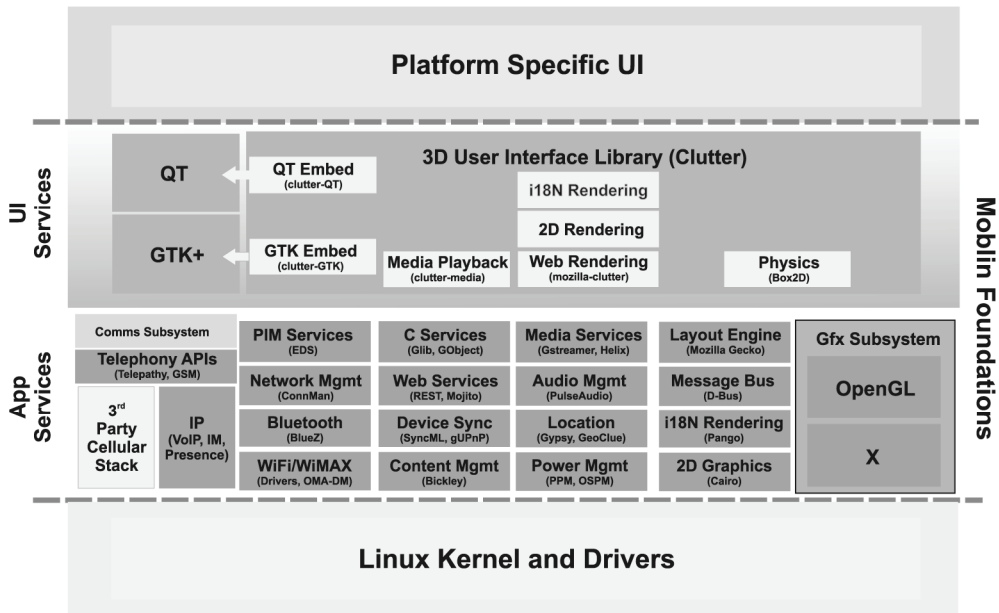 Platform Specific UI
UI
Services
QT
QT Embed
(clutter-QT)
3D User Interface Library (Clutter)
i18N Rendering
2D Rendering
GTK+
GTK Embed
(clutter-GTK)
Media Playback
(clutter-media)
Web Rendering
(mozilla-clutter)
Physics
(Box2D)
Moblin Foundations
App
Services
Comms Subsystem
Telephony APIs
(Telepathy, GSM)
3rd
Party
Cellular
Stack
IP
(VoIP, IM,
Presence)
PIM Services
(EDS)
Network Mgmt
(ConnMan)
Bluetooth
(BlueZ)
WiFi/WiMAX
(Drivers, OMA-DM)
C Services
(Glib, GObject)
Web Services
(REST, Mojito)
Device Sync
(SyncML, gUPnP)
Content Mgmt
(Bickley)
Media Services
(Gstreamer, Helix)
Audio Mgmt
(PulseAudio)
Location
(Gypsy, GeoClue)
Power Mgmt
(PPM, OSPM)
Layout Engine
(Mozilla Gecko)
Message Bus
(D-Bus)
i18N Rendering
(Pango)
2D Graphics
(Cairo)
Gfx Subsystem
OpenGL
X
Linux Kernel and Drivers